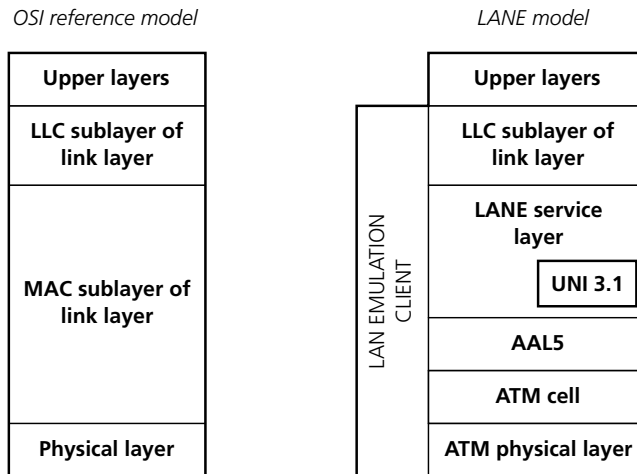 OSI reference model
Upper layers
LLC sublayer of
link layer
MAC sublayer of
link layer
Physical layer
LANE model
LAN EMULATION
CLIENT
Upper layers
LLC sublayer of
link layer
LANE service
layer
UNI 3.1
AAL5
ATM cell
ATM physical layer